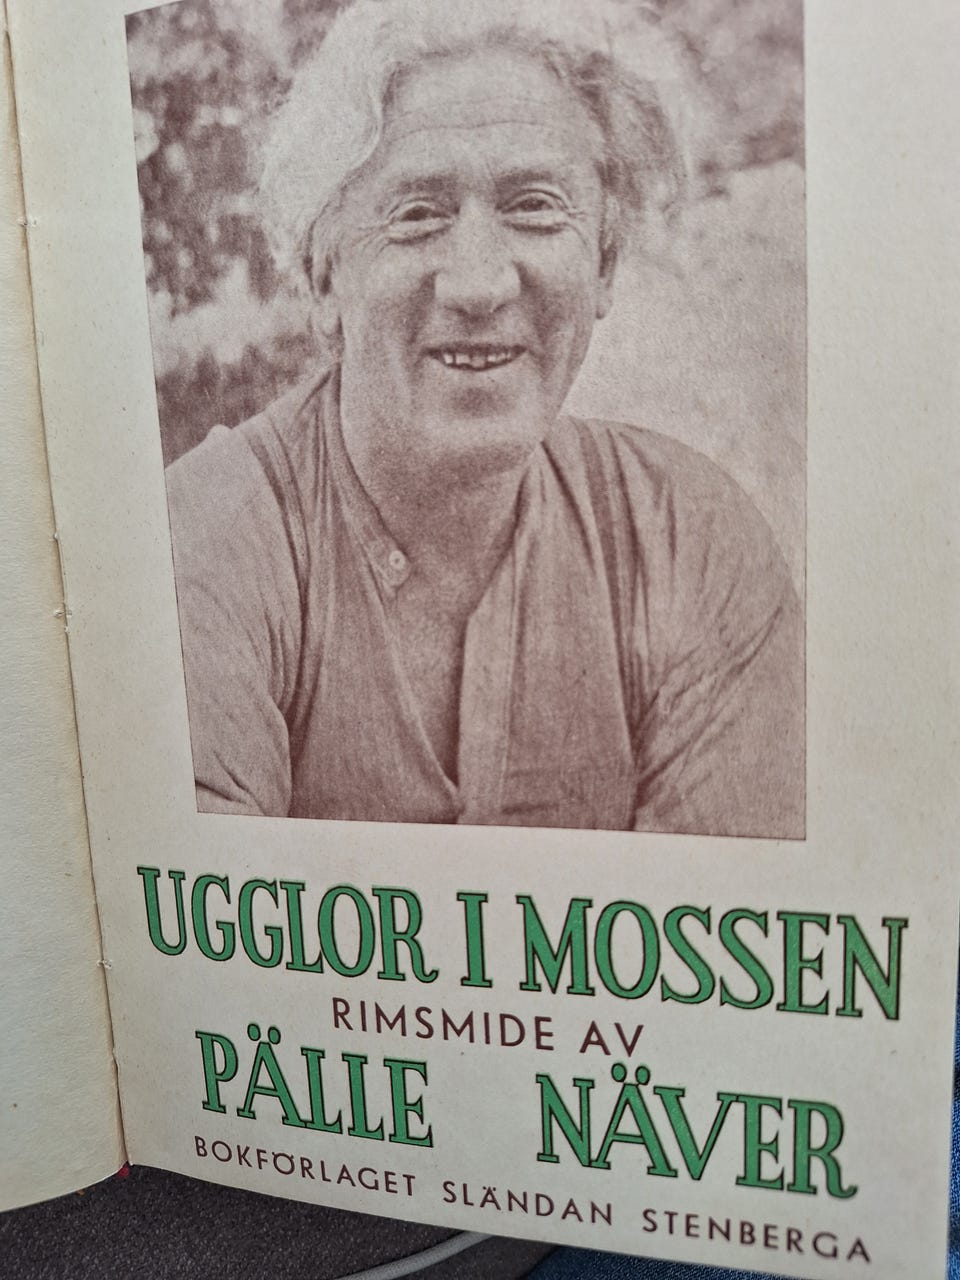 UGGLOR I MOSSEN
RIMSMIDE AV
PÄLLE NÄVER
BOKFÖRLAGET SLÄNDAN STENBERGA